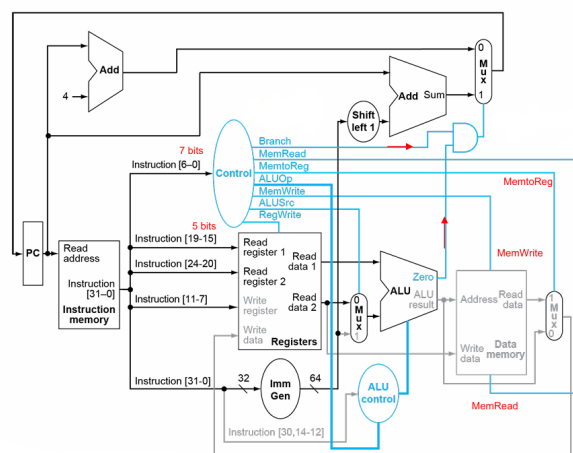 0
Mux
1
Add
4
Add
Sum
Shift
left 1
Branch
MemRead
MemtoReg
ALUOp
MemWrite
ALUSrc
RegWrite
7 bits
Instruction [6–0]
Control
MemtoReg
5 bits
Instruction [19-15]
Instruction [24-20]
Instruction [11-7]
PC
Read
address
Instruction
[31–0]
Instruction
memory
Read
register 1
Read
register 2
Write
register
Write
data
Read
data 1
Read
data 2
Registers
0
Mux
1
Zero
ALU
ALU
result
MemWrite
Address
Read
data
Write
data
Data
memory
1
Mux
0
MemRead
Instruction [31-0]
32
Imm
Gen
64
ALU
control
Instruction [30,14-12]